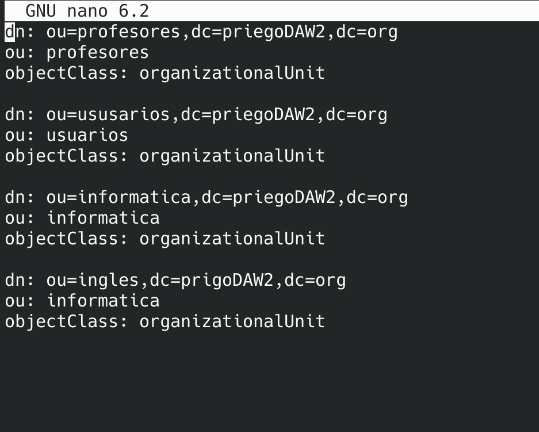 GNU nano 6.2
dn: ou=profesores,dc=priegoDAW2,dc=org
ou: profesores
objectClass: organizationalUnit
dn: ou=ususarios,dc=priegoDAW2,dc=org
ou: usuarios
objectClass: organizationalUnit
dn: ou=informatica,dc=priegoDAW2,dc=org
ou: informatica
objectClass: organizationalUnit
dn: ou=ingles,dc=prigoDAW2,dc=org
ou: informatica
objectClass: organizationalUnit